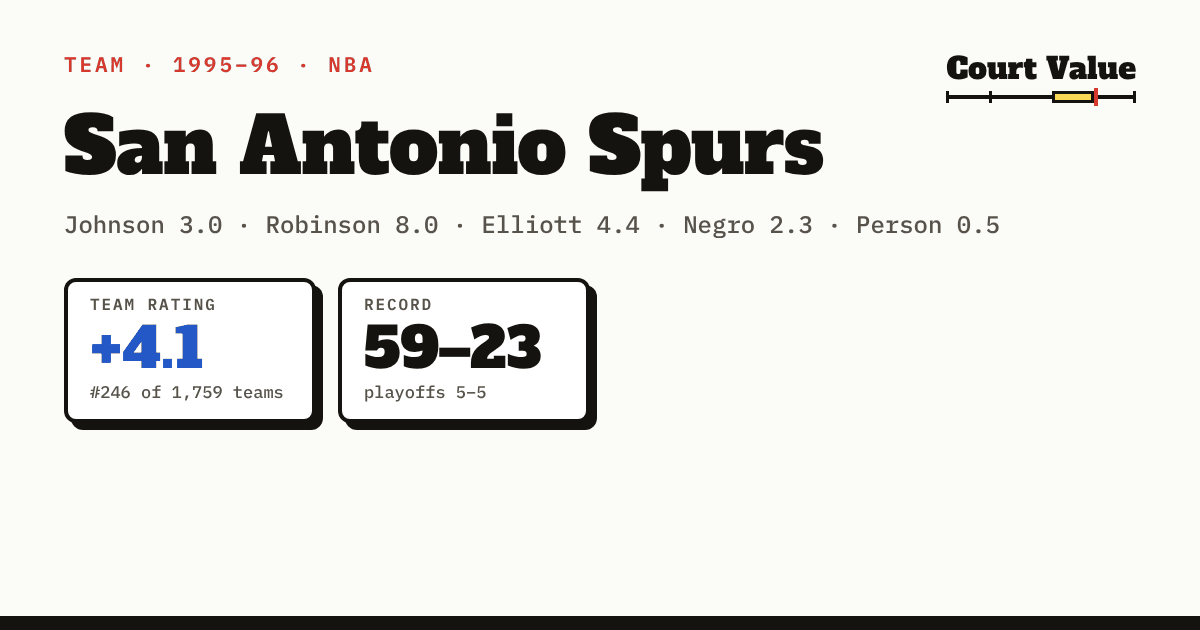 TEAM · 1995–96 · NBA
Court Value
San Antonio Spurs
Johnson 3.0 · Robinson 8.0 · Elliott 4.4 · Negro 2.3 · Person 0.5
TEAM RATING
+4.1
#246 of 1,759 teams
RECORD
59–23
playoffs 5–5